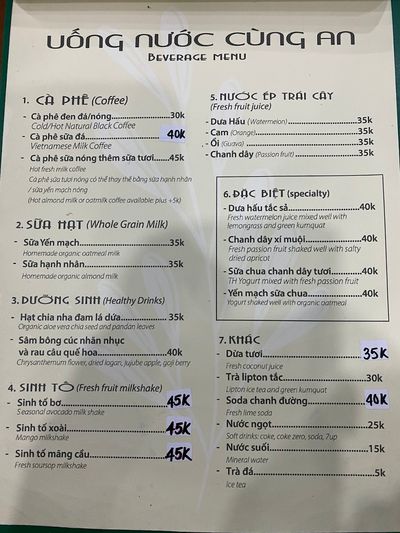 UỐNG NƯỚC CÙNG AN
BEVERAGE MENU
1. CÀ PHÊ (Coffee)
- Cà phê đen đá/nóng..................30k
Cold/Hot Natural Black Coffee
- Cà phê sữa đá..................40K
Vietnamese Milk Coffee
- Cà phê sữa nóng thêm sữa tươi......45k
Hot fresh milk coffee
Cà phê sữa tươi nóng có thể thay thế bằng sữa hạnh nhân
/ sữa yến mạch nóng
(Hot almond milk or oatmilk coffee available: plus +5k)
2. SỮA HẠT (Whole Grain Milk)
- Sữa Yến mạch..................35k
Homemade organic oatmeal milk
- Sữa hạnh nhân..................35k
Homemade organic almond milk
3. DƯỠNG SINH (Healthy Drinks)
- Hạt chia nha đam lá dứa........ 35k
Organic aloe vera chia seed and pandan leaves
- Sâm bông cúc nhãn nhục
và rau câu quế hoa..................40k
Chrysanthemum flower, dried logan, jujube apple, goji berry
4. SINH TỐ (Fresh fruit milkshake)
- Sinh tố bơ..................45K
Seasonal avocado milk shake
- Sinh tố xoài..................45K
Mango milkshake
- Sinh tố mãng cầu..................45K
Fresh soursop milkshake
5. NƯỚC ÉP TRÁI CÂY
(Fresh fruit juice)
- Dưa Hấu (Watermelon)..................35k
- Cam (Orange)..................35k
- Ổi (Guava)..................35k
- Chanh dây (Passion fruit)..................35k
6. ĐẶC BIỆT (specialty)
- Dưa hấu tắc sả..................40k
Fresh watermelon juice mixed well with
lemongrass and green kumquat
- Chanh dây xí muội..................40k
Fresh passion fruit shaked well with salty
dried apricot
- Sữa chua chanh dây tươi..........40k
TH Yogurt mixed with fresh passion fruit
- Yến mạch sữa chua..................40k
Yogurt shaked well with organic oatmeal
7. KHÁC
- Dừa tươi..................35K
Fresh coconut juice
- Trà lipton tắc..................30k
Lipton ice tea and green kumquat
- Soda chanh đường..................40K
Fresh lime soda
- Nước ngọt..................25k
Soft drinks: coke, coke zero, soda, 7up
- Nước suối..................15k
Mineral water
- Trà đá..................5k
Ice tea